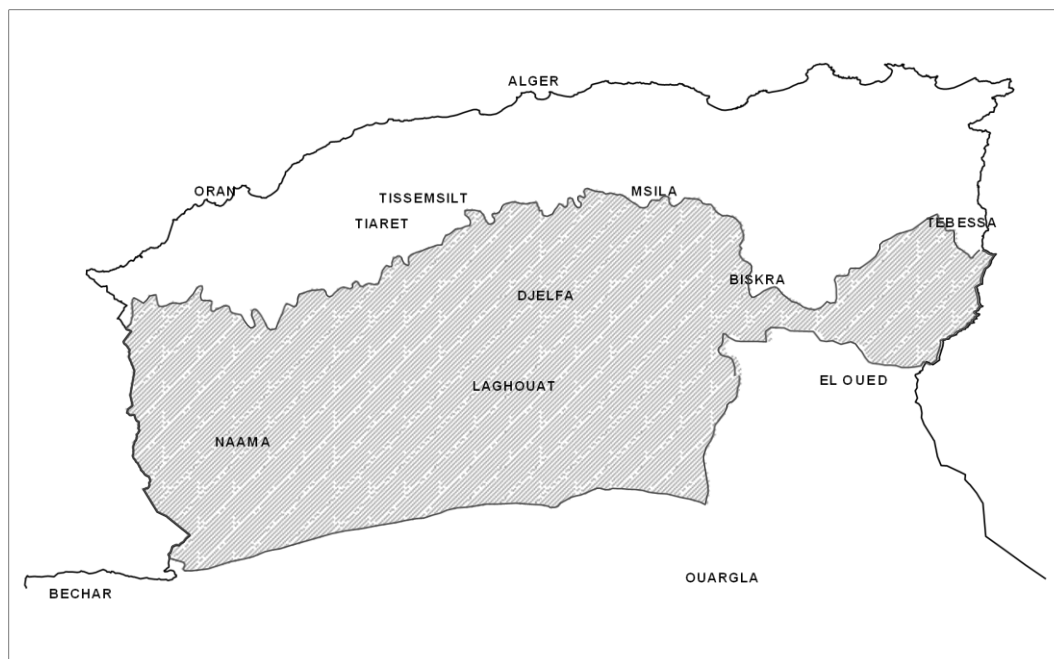 ALGER
ORAN
TISSEMSILT
MSILA
TIARET
TEBESSA
BISKRA
DJELFA
EL OUED
LAGHOUAT
NAAMA
OUARGLA
BECHAR